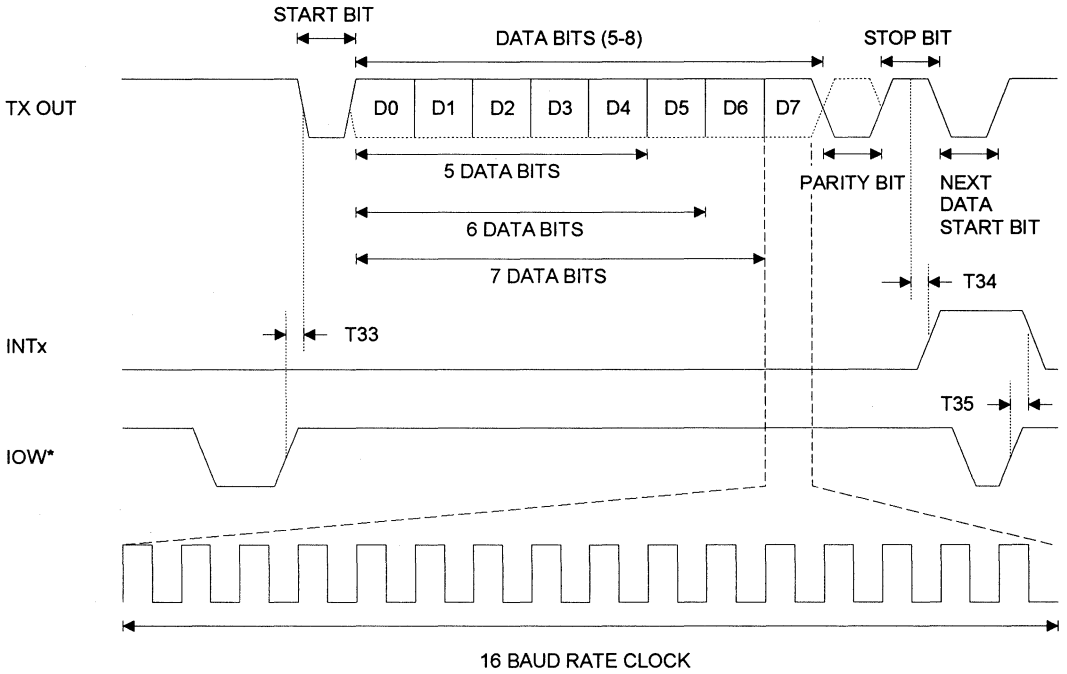 START BIT
DATA BITS (5-8)
STOP BIT
TX OUT
D0 D1 D2 D3 D4 D5 D6 D7
5 DATA BITS
PARITY BIT
NEXT
DATA
START BIT
6 DATA BITS
7 DATA BITS
T34
T33
INTx
T35
IOW*
16 BAUD RATE CLOCK